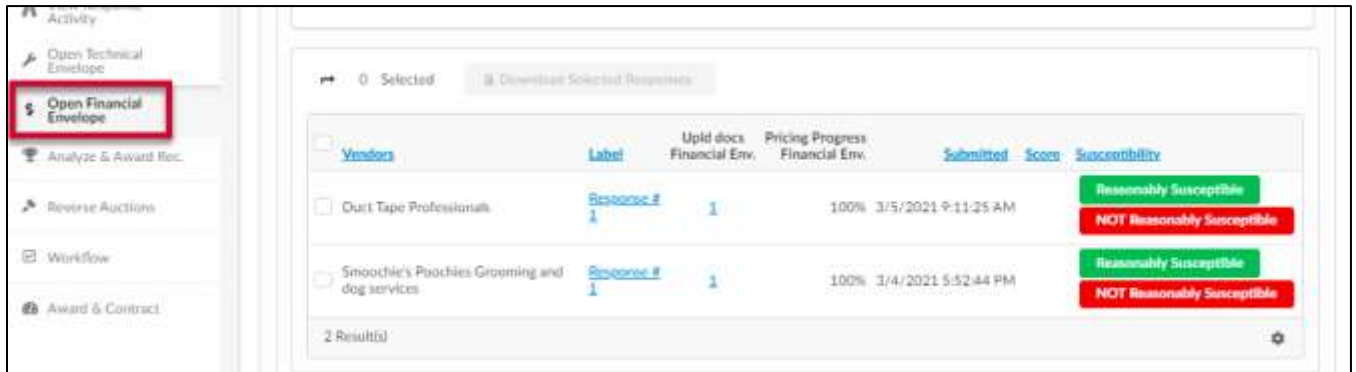 Activity
Open Technical
Envelope
Open Financial
Envelope
Analyze & Award Rec.
Reverse Auctions
Workflow
Award & Contract
0 Selected
Download Selected Responses
Vendors
Label
Upld docs
Financial Env.
Pricing Progress
Financial Env.
Submitted
Score
Susceptibility
Duct Tape Professionals
Response #
1
1
100%
3/5/2021 9:11:25 AM
Reasonably Susceptible
NOT Reasonably Susceptible
Smoochie's Poochies Grooming and
dog services
Response #
1
1
100%
3/4/2021 5:52:44 PM
Reasonably Susceptible
NOT Reasonably Susceptible
2 Result(s)